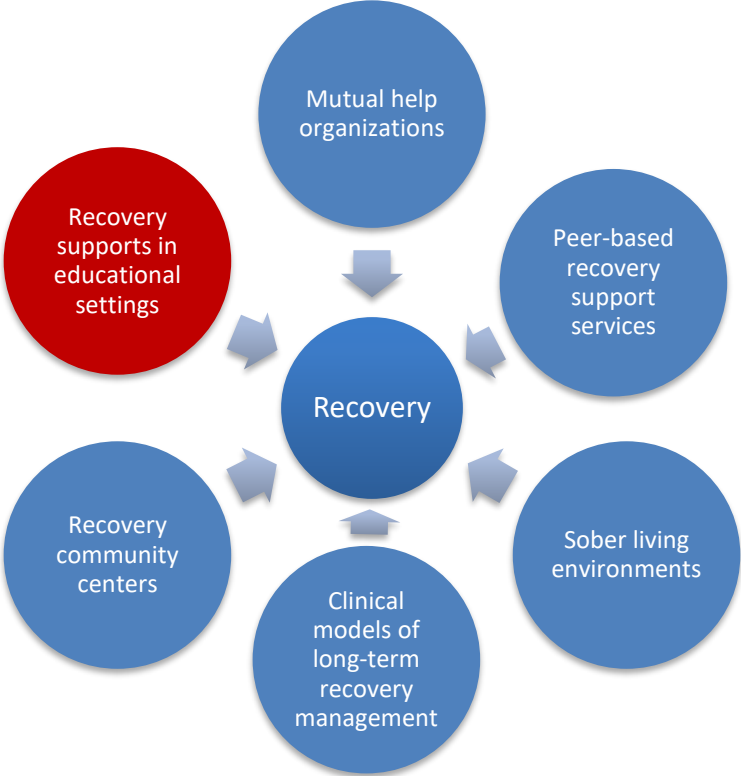 Mutual help
organizations
Peer-based
recovery
support
services
Sober living
environments
Clinical
models of
long-term
recovery
management
Recovery
community
centers
Recovery
supports in
educational
settings
Recovery